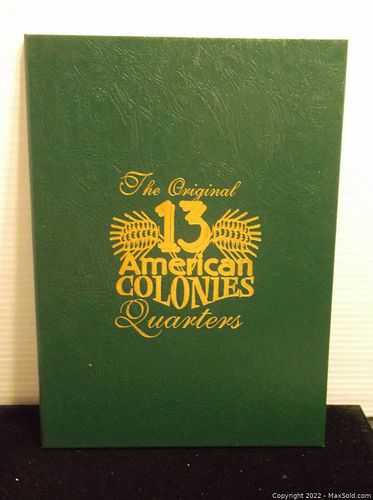 The Original
13
American
COLONIES
Quarters
Copyright 2022 - MaxSold.com